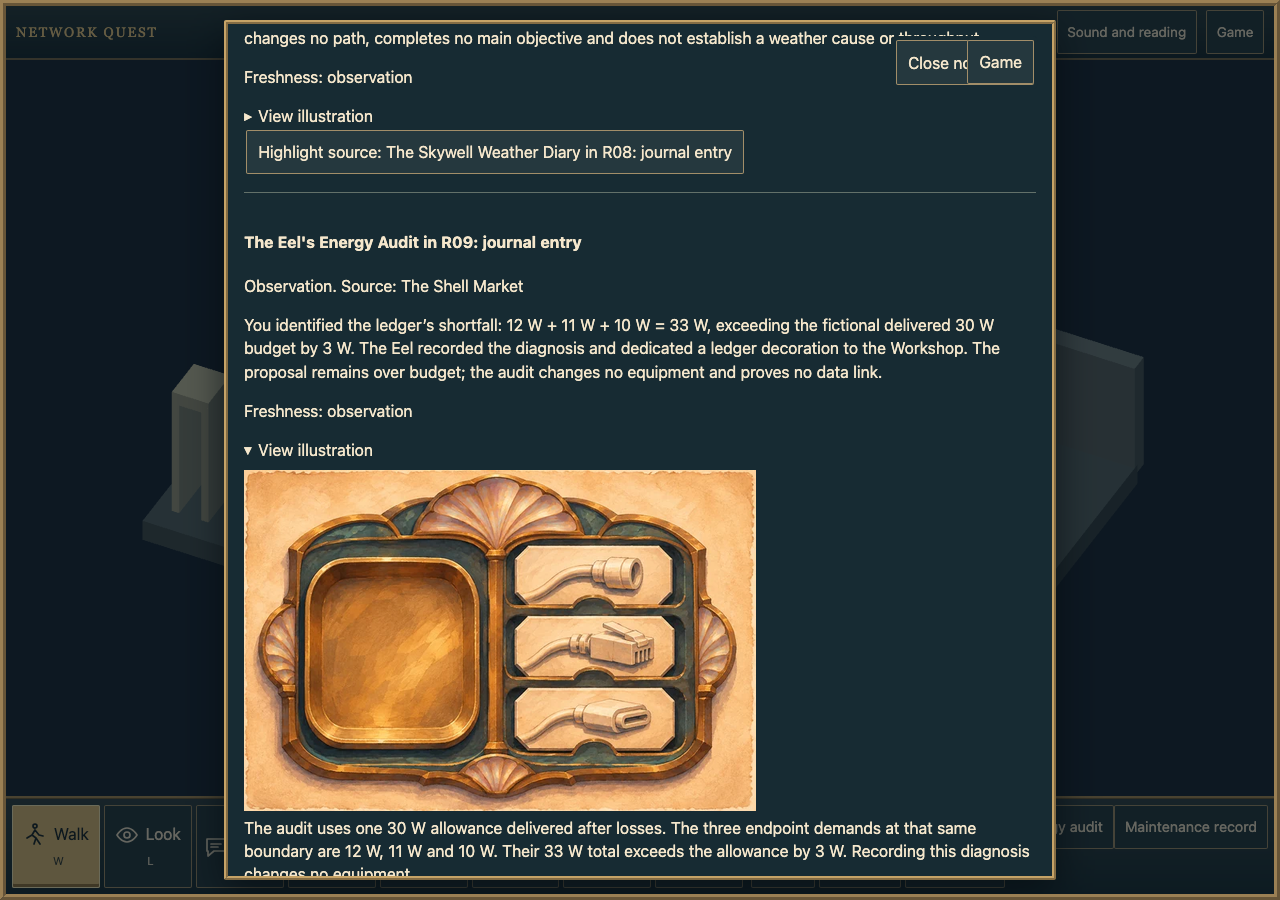 NETWORK QUEST
Sound and reading
Game
changes no path, completes no main objective and does not establish a weather cause or throughput.
Close
Game
Freshness: observation
▸ View illustration
Highlight source: The Skywell Weather Diary in R08: journal entry
The Eel's Energy Audit in R09: journal entry
Observation. Source: The Shell Market
You identified the ledger’s shortfall: 12 W + 11 W + 10 W = 33 W, exceeding the fictional delivered 30 W
budget by 3 W. The Eel recorded the diagnosis and dedicated a ledger decoration to the Workshop. The
proposal remains over budget; the audit changes no equipment and proves no data link.
Freshness: observation
▾ View illustration
The audit uses one 30 W allowance delivered after losses. The three endpoint demands at that same
boundary are 12 W, 11 W and 10 W. Their 33 W total exceeds the allowance by 3 W. Recording this diagnosis
changes no equipment.
Walk
W
Look
L
audit
Maintenance record